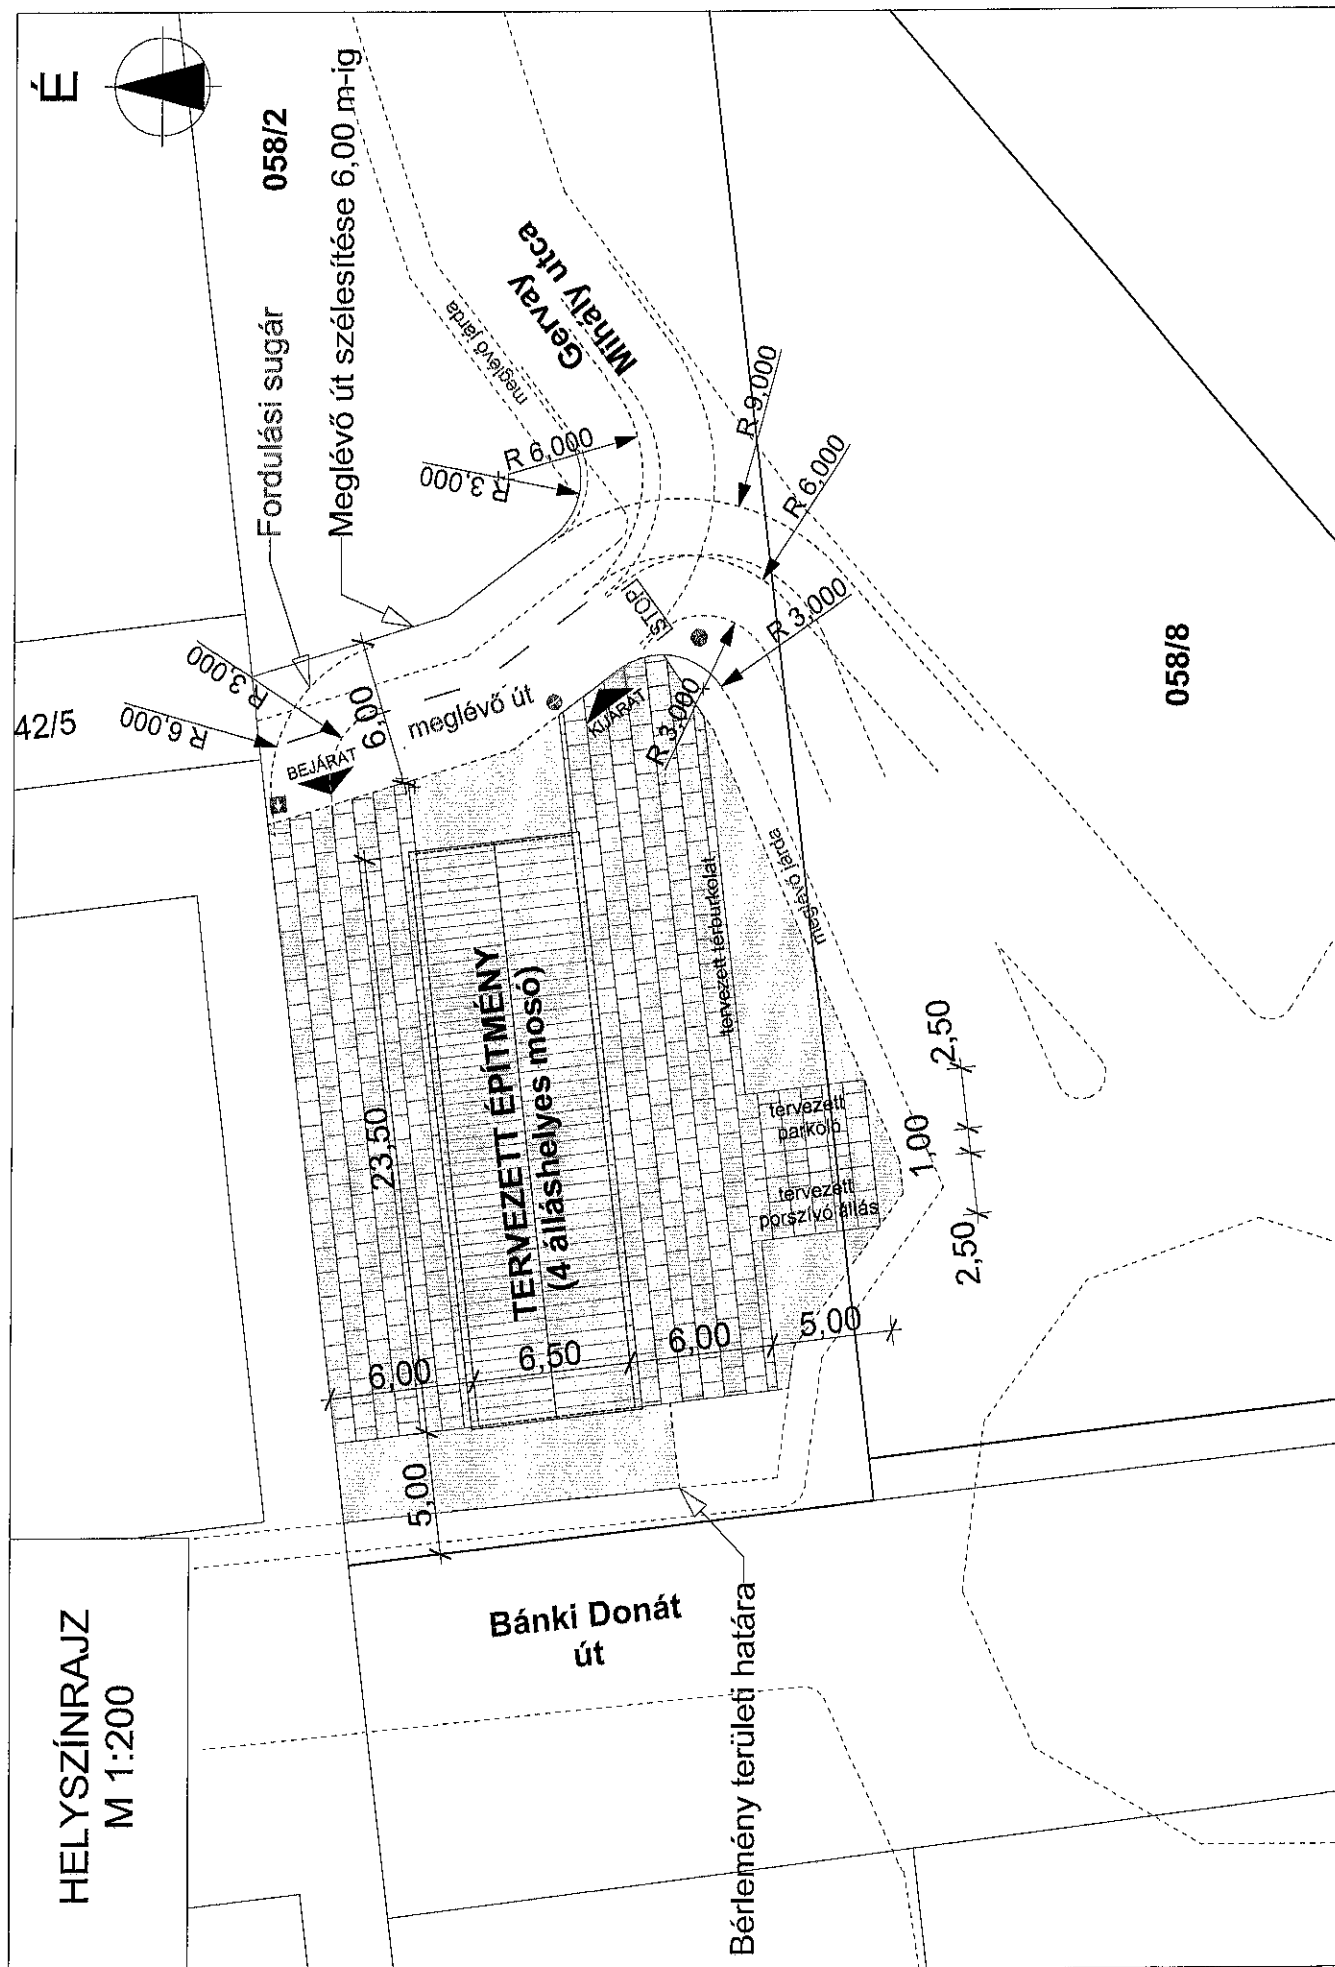 HELYSZÍNRAJZ
M 1:200
É
058/2
Fordulási sugár
Meglévő út szélesítése 6,00 m-ig
42/5
R 6,000
R 3,000
BEJÁRAT
6,00
meglévő út
meglévő járda
meglévő járda
Gervay
Mihály utca
R 3,000
R 6,000
R 9,000
R 6,000
R 3,000
STOP
KIJÁRAT
R 3,000
058/8
23,50
TERVEZETT ÉPÍTMÉNY
(4 álláshelyes mosó)
tervezett térburkolat
meglévő járda
tervezett
parkoló
tervezett
porszívó állás
2,50
1,00
2,50
6,00
6,50
6,00
5,00
5,00
Bánki Donát
út
Bérlemény területi határa